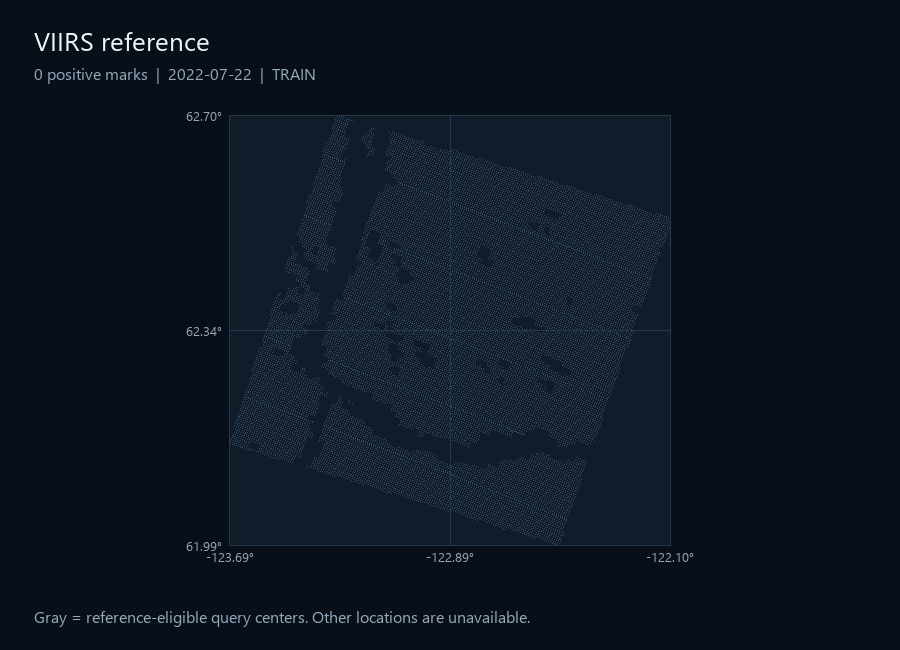 VIIRS reference
0 positive marks | 2022-07-22 | TRAIN
62.70°
62.34°
61.99°
-123.69°
-122.89°
-122.10°
Gray = reference-eligible query centers. Other locations are unavailable.